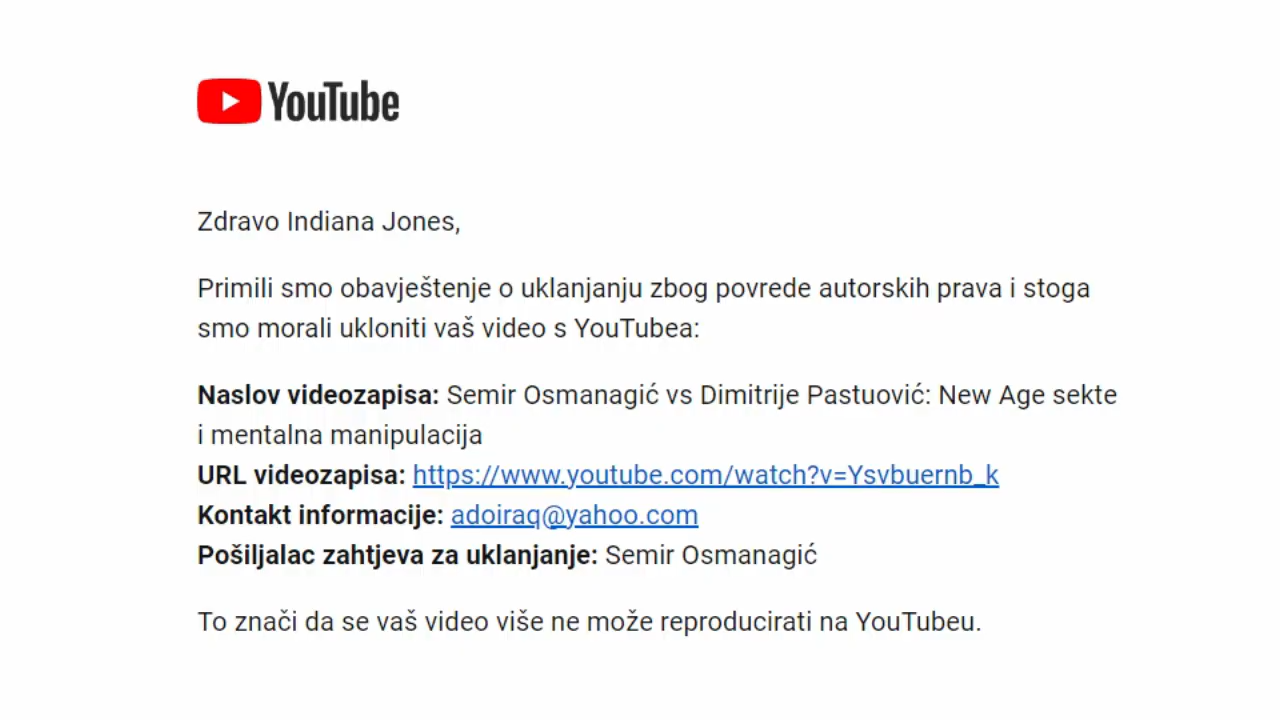 YouTube
Zdravo Indiana Jones,
Primili smo obavještenje o uklanjanju zbog povrede autorskih prava i stoga
smo morali ukloniti vaš video s YouTubea:
Naslov videozapisa: Semir Osmanagić vs Dimitrije Pastuović: New Age sekte
i mentalna manipulacija
URL videozapisa: https://www.youtube.com/watch?v=Ysvbuernb_k
Kontakt informacije: adoiraq@yahoo.com
Pošiljalac zahtjeva za uklanjanje: Semir Osmanagić
To znači da se vaš video više ne može reproducirati na YouTubeu.